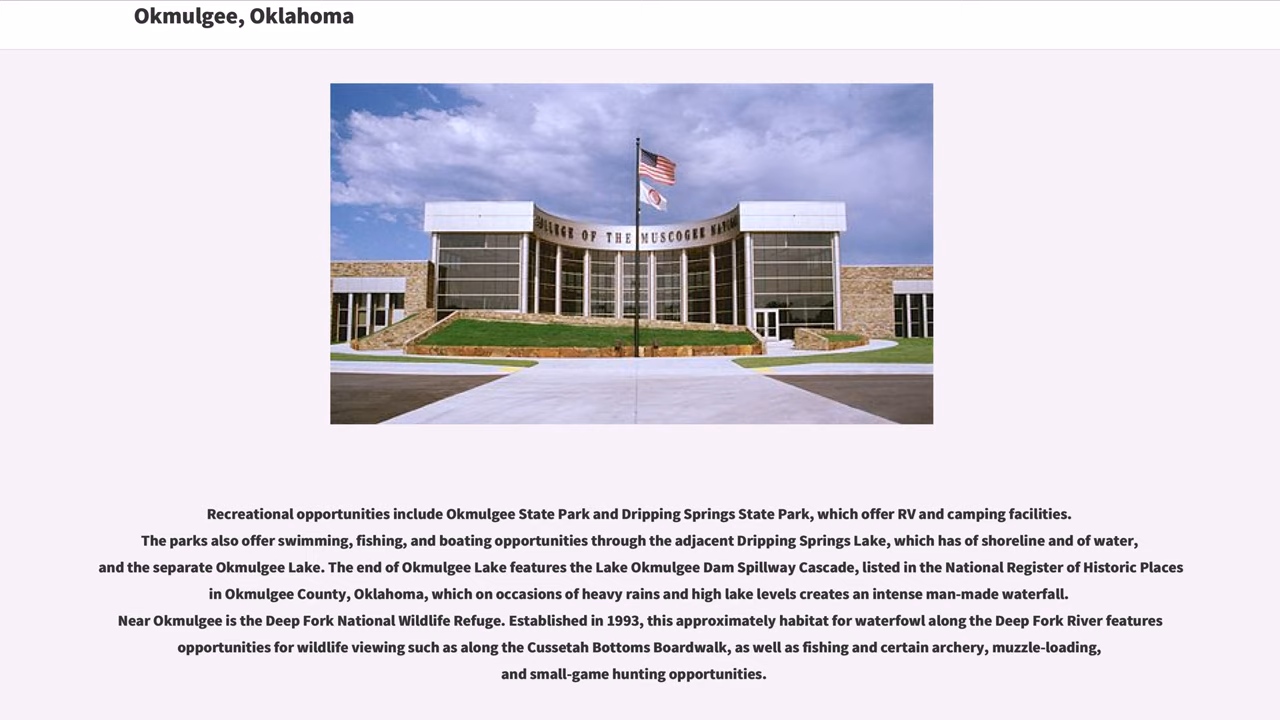 Okmulgee, Oklahoma
COLLEGE OF THE MUSCOGEE NATION
Recreational opportunities include Okmulgee State Park and Dripping Springs State Park, which offer RV and camping facilities.
The parks also offer swimming, fishing, and boating opportunities through the adjacent Dripping Springs Lake, which has of shoreline and of water,
and the separate Okmulgee Lake. The end of Okmulgee Lake features the Lake Okmulgee Dam Spillway Cascade, listed in the National Register of Historic Places
in Okmulgee County, Oklahoma, which on occasions of heavy rains and high lake levels creates an intense man-made waterfall.
Near Okmulgee is the Deep Fork National Wildlife Refuge. Established in 1993, this approximately habitat for waterfowl along the Deep Fork River features
opportunities for wildlife viewing such as along the Cussetah Bottoms Boardwalk, as well as fishing and certain archery, muzzle-loading,
and small-game hunting opportunities.